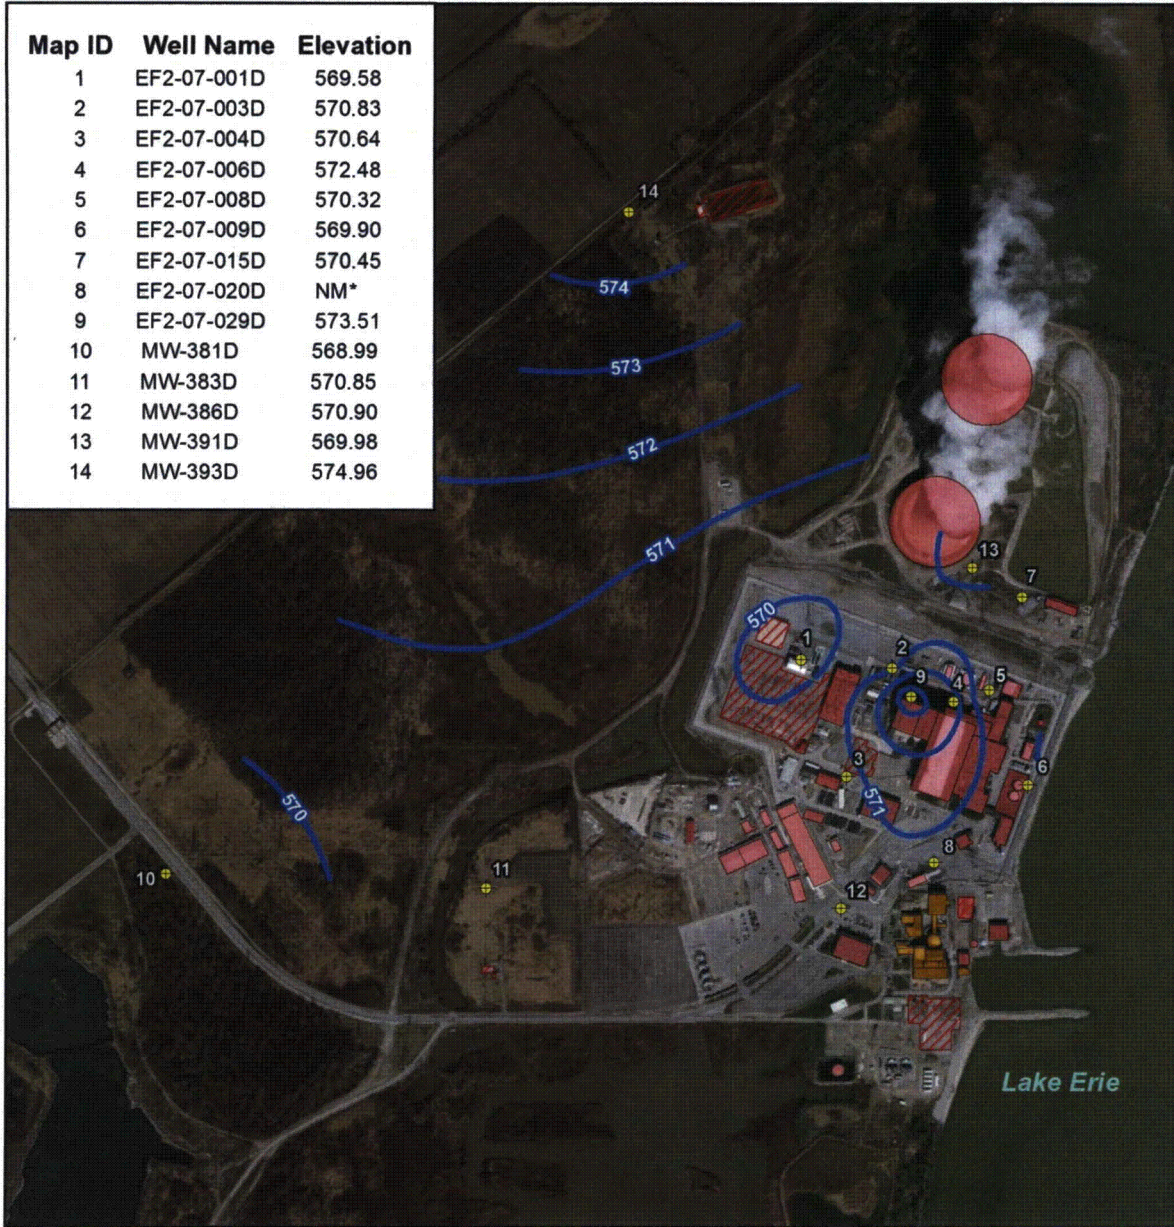 Map ID Well Name Elevation
1 EF2-07-001D 569.58
2 EF2-07-003D 570.83
3 EF2-07-004D 570.64
4 EF2-07-006D 572.48
5 EF2-07-008D 570.32
6 EF2-07-009D 569.90
7 EF2-07-015D 570.45
8 EF2-07-020D NM*
9 EF2-07-029D 573.51
10 MW-381D 568.99
11 MW-383D 570.85
12 MW-386D 570.90
13 MW-391D 569.98
14 MW-393D 574.96
14
574
573
572
571
13
7
570
1
2
9
4
5
3
6
571
570
8
10
11
12
Lake Erie